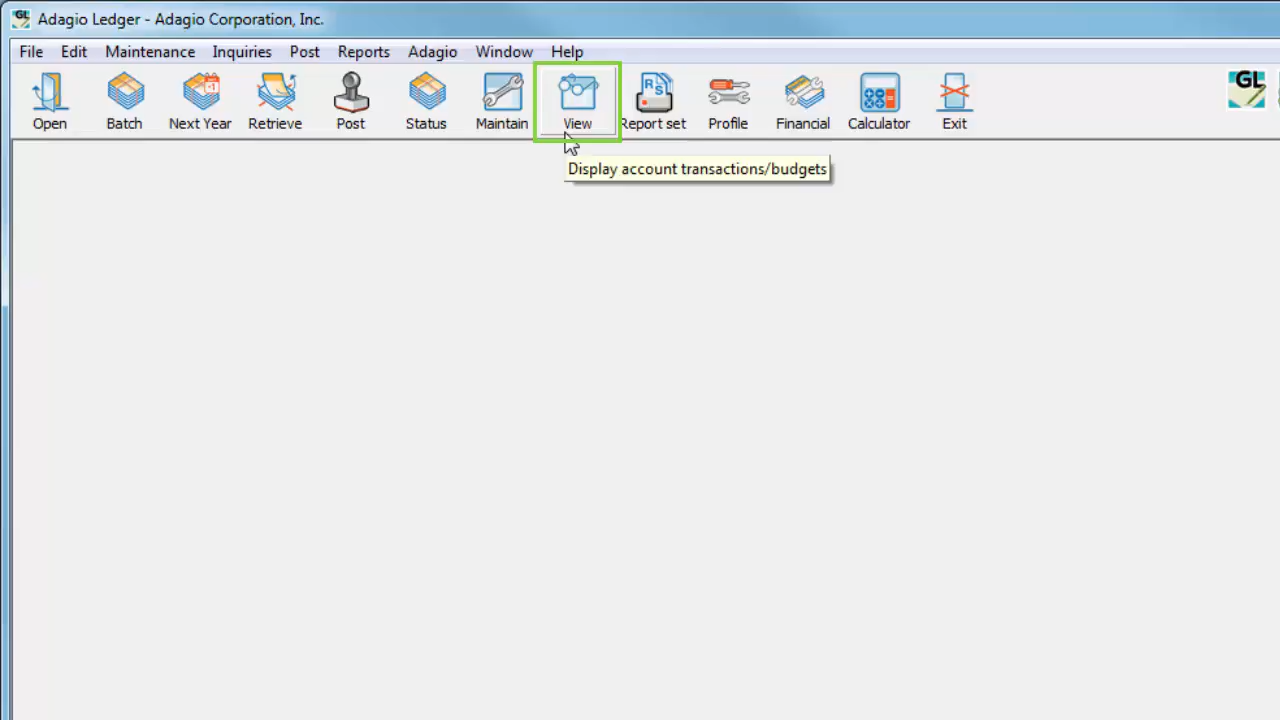 GL Adagio Ledger - Adagio Corporation, Inc.
File Edit Maintenance Inquiries Post Reports Adagio Window Help
Open Batch Next Year Retrieve Post Status Maintain View Report set Profile Financial Calculator Exit GL
Display account transactions/budgets